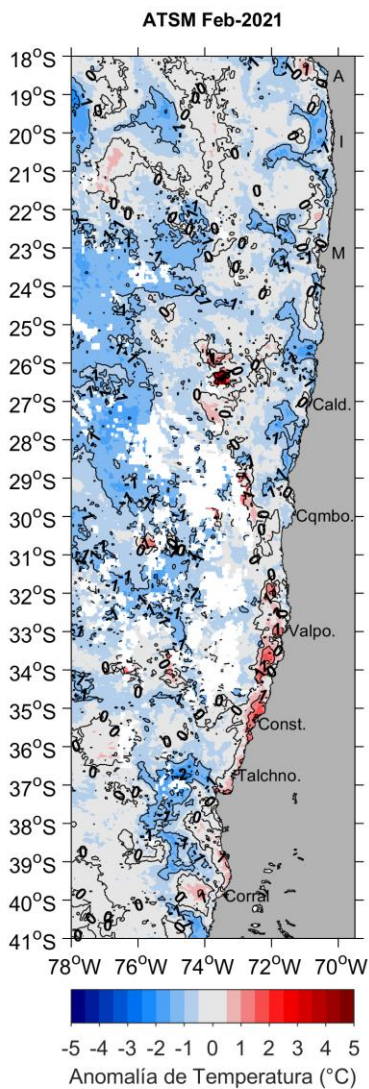 ATSM Feb-2021
18°S
19°S
20°S
21°S
22°S
23°S
24°S
25°S
26°S
27°S
28°S
29°S
30°S
31°S
32°S
33°S
34°S
35°S
36°S
37°S
38°S
39°S
40°S
41°S
A
I
M
Cald.
Cqmbo.
Valpo.
Const.
Talchno.
Corral
78°W 76°W 74°W 72°W 70°W
-5 -4 -3 -2 -1 0 1 2 3 4 5
Anomalía de Temperatura (°C)